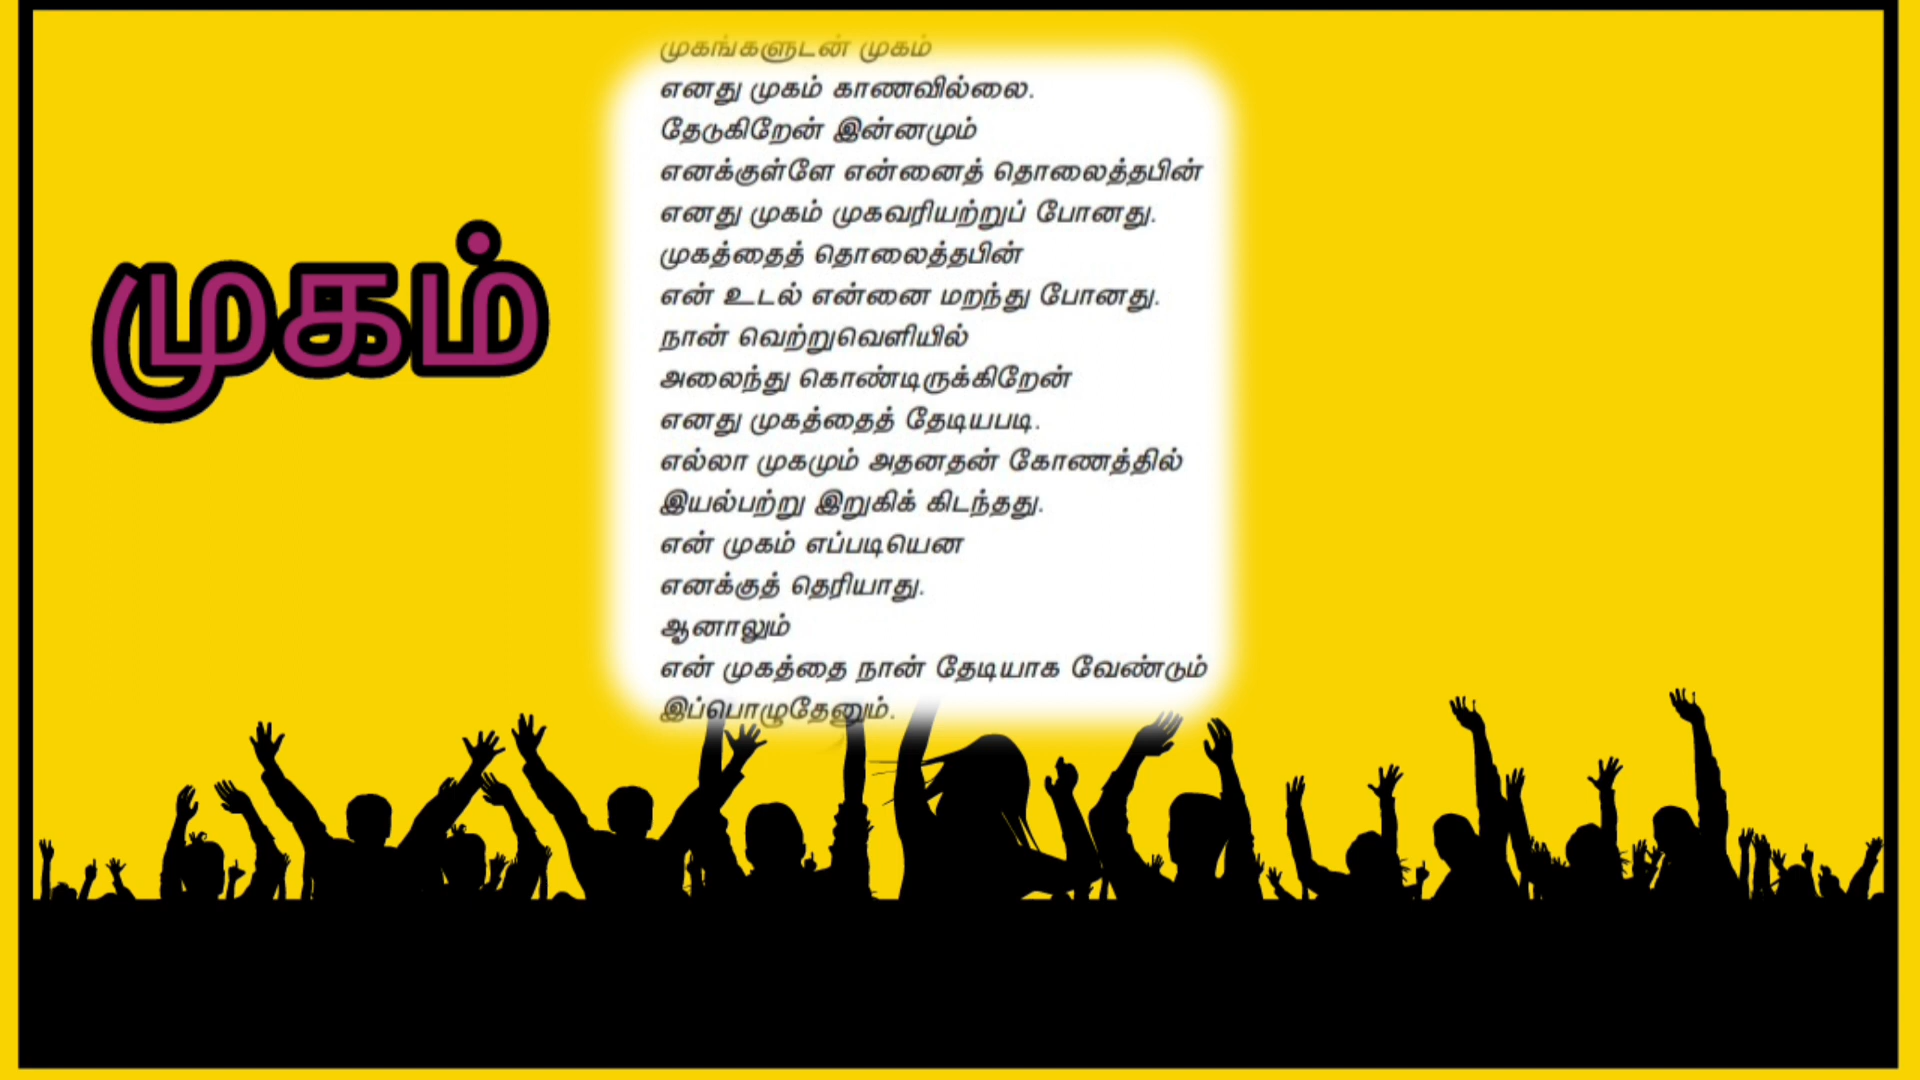 முகம்
முகங்களுடன் முகம்
எனது முகம் காணவில்லை.
தேடுகிறேன் இன்னமும்
எனக்குள்ளே என்னைத் தொலைத்தபின்
எனது முகம் முகவரியற்றுப் போனது.
முகத்தைத் தொலைத்தபின்
என் உடல் என்னை மறந்து போனது.
நான் வெற்றுவெளியில்
அலைந்து கொண்டிருக்கிறேன்
எனது முகத்தைத் தேடியபடி.
எல்லா முகமும் அதனதன் கோணத்தில்
இயல்பற்று இறுகிக் கிடந்தது.
என் முகம் எப்படியென
எனக்குத் தெரியாது.
ஆனாலும்
என் முகத்தை நான் தேடியாக வேண்டும்
இப்பொழுதேனும்.